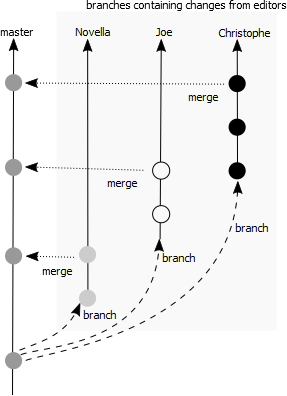 branches containing changes from editors
master
Novella
Joe
Christophe
merge
merge
branch
merge
branch
branch